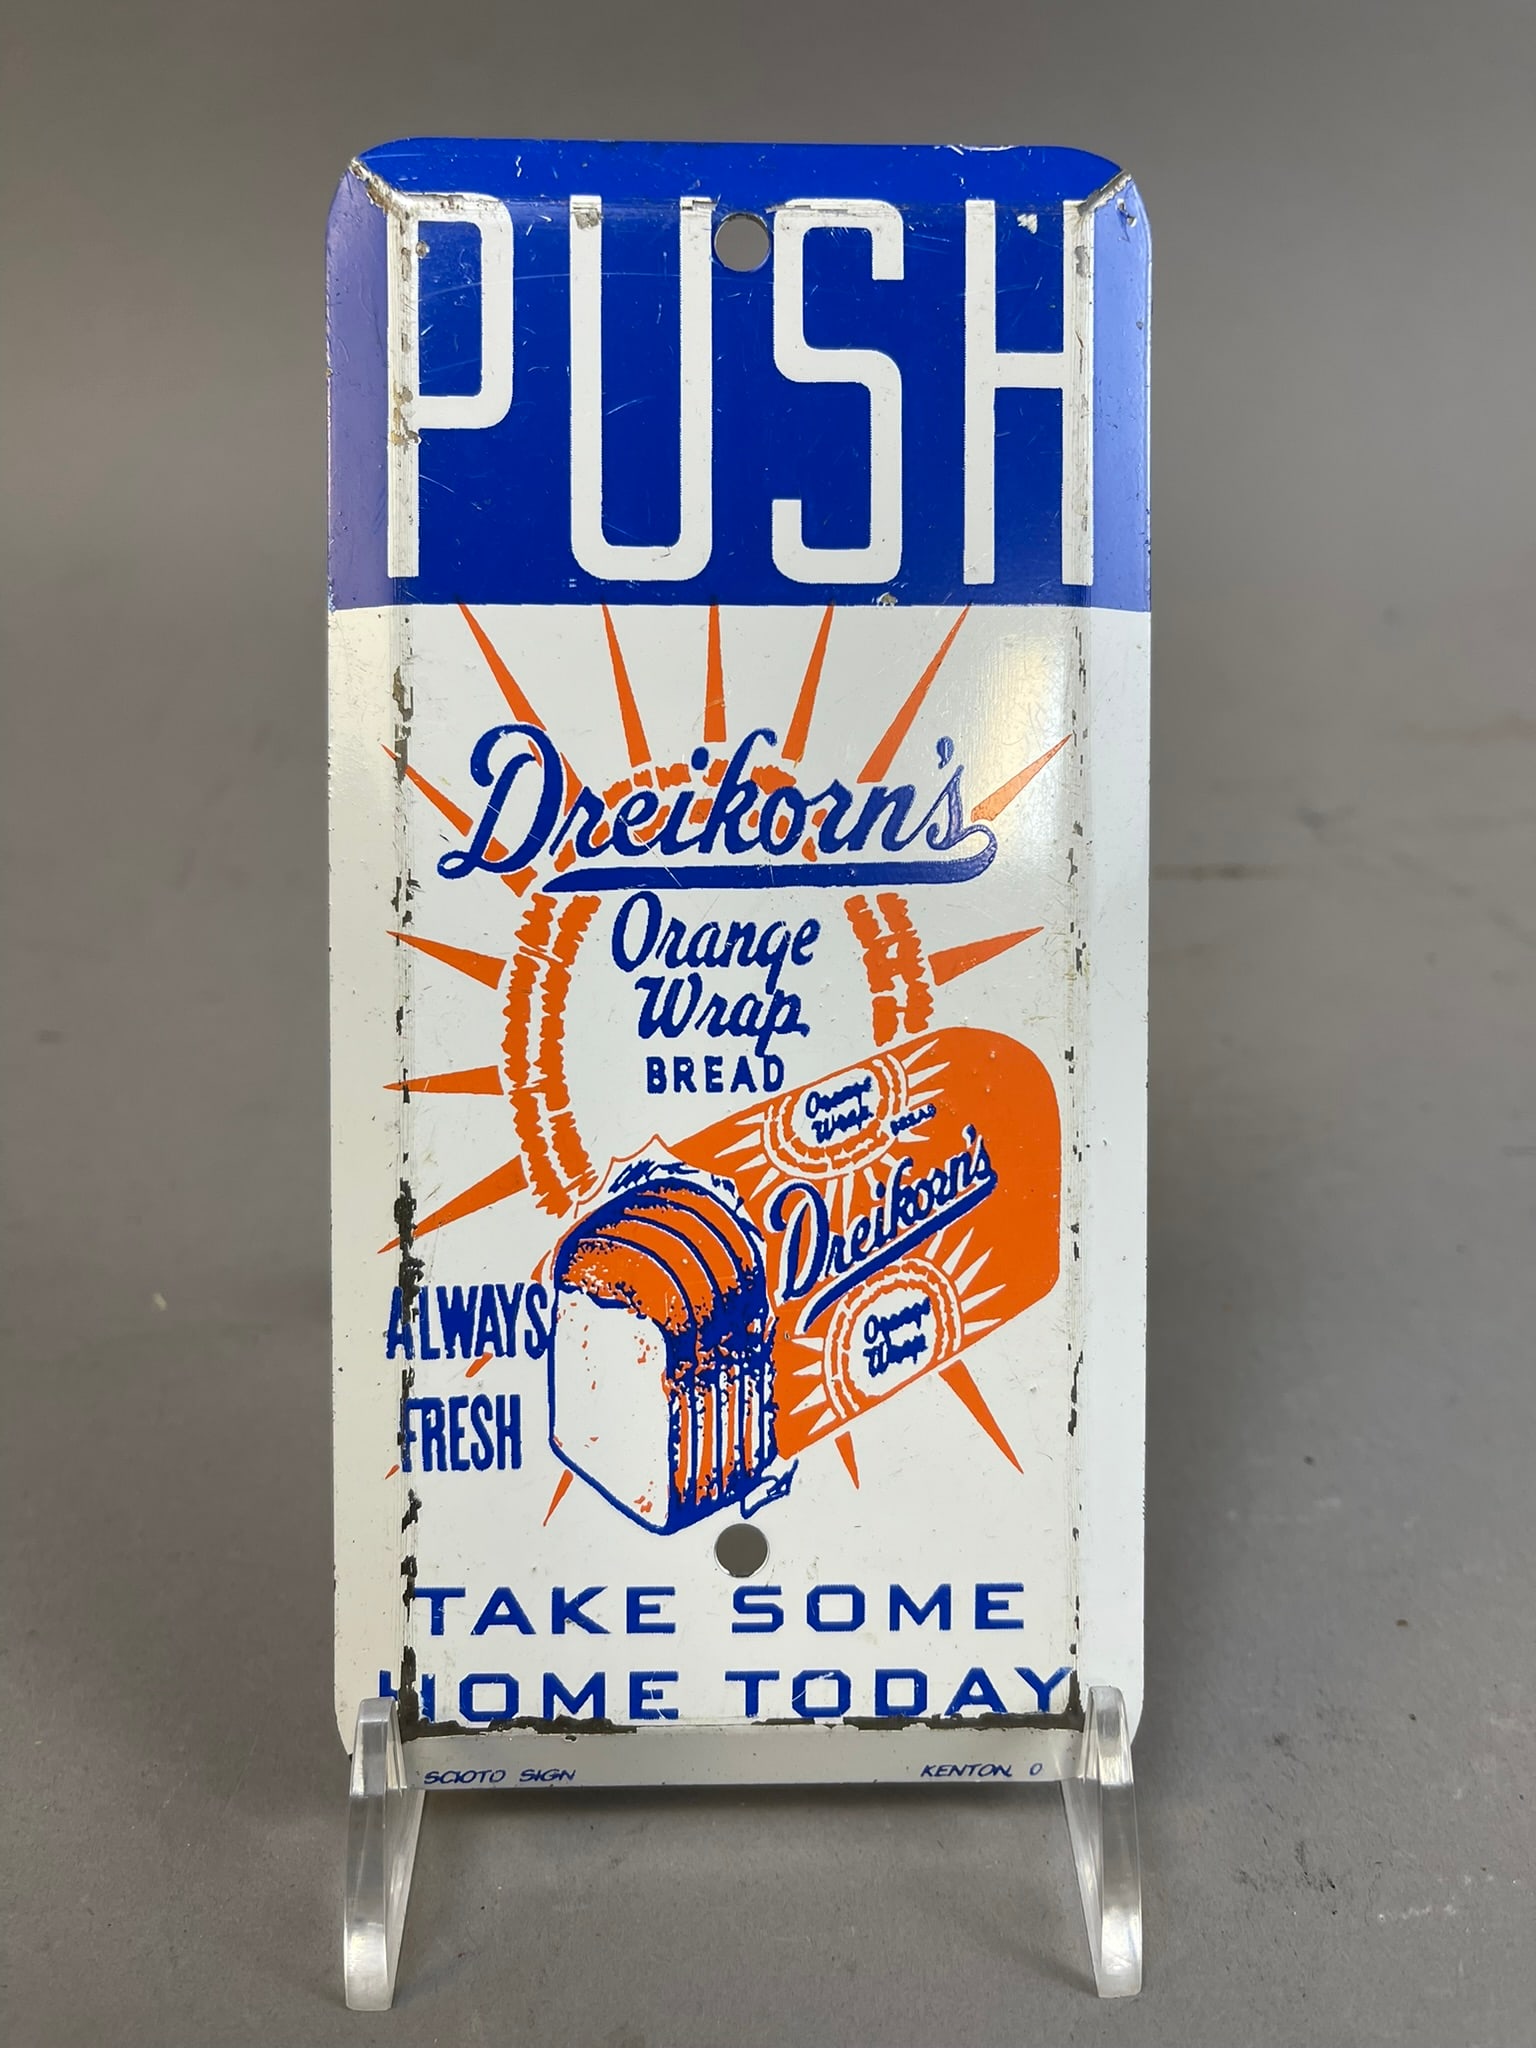 PUSH
Dreikorn's
Orange
Wrap
BREAD
Orange
Wrap
BREAD
Dreikorn's
Orange
Wrap
ALWAYS
FRESH
TAKE SOME
HOME TODAY
SCIOTO SIGN
KENTON, O